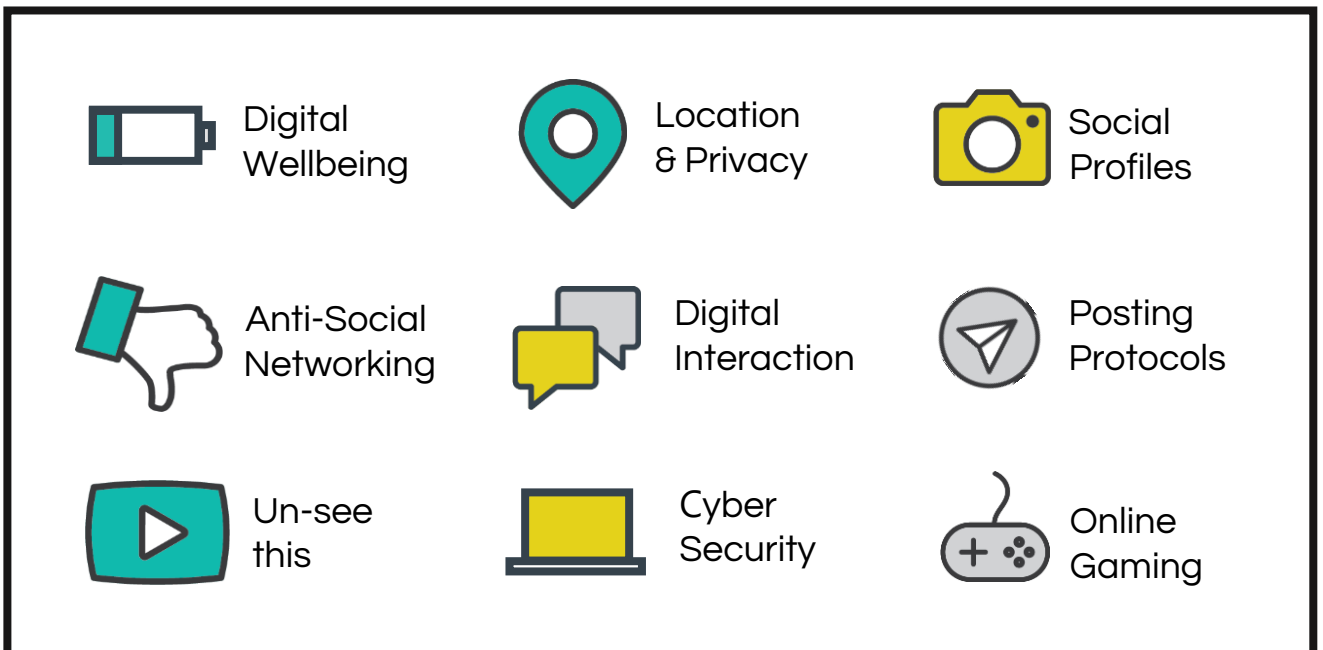 Digital
Wellbeing
Location
& Privacy
Social
Profiles
Anti-Social
Networking
Digital
Interaction
Posting
Protocols
Un-see
this
Cyber
Security
Online
Gaming